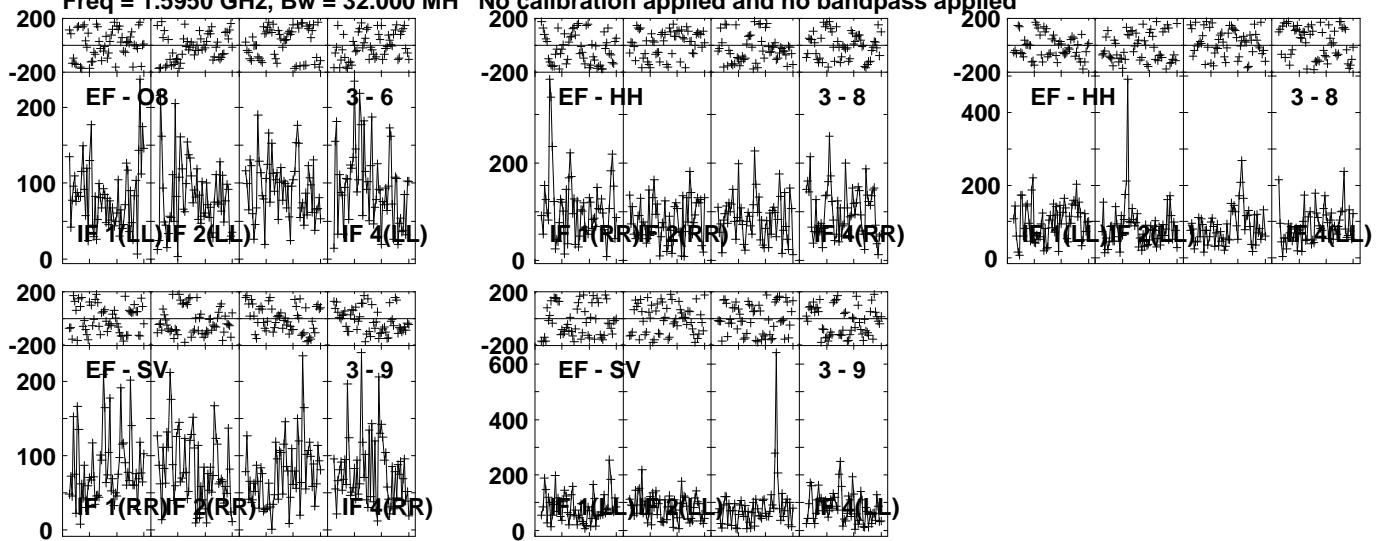 Freq = 1.5950 GHz, Bw = 32.000 MH No calibration applied and no bandpass applied
200
-200
200
100
0
EF - O8
3 - 6
IF 1(LL)
IF 2(LL)
IF 4(LL)
200
-200
200
0
EF - HH
3 - 8
IF 1(RR)
IF 2(RR)
IF 4(RR)
200
-200
400
200
0
EF - HH
3 - 8
IF 1(LL)
IF 2(LL)
IF 4(LL)
200
-200
200
100
0
EF - SV
3 - 9
IF 1(RR)
IF 2(RR)
IF 4(RR)
200
-200
600
400
200
0
EF - SV
3 - 9
IF 1(LL)
IF 2(LL)
IF 4(LL)